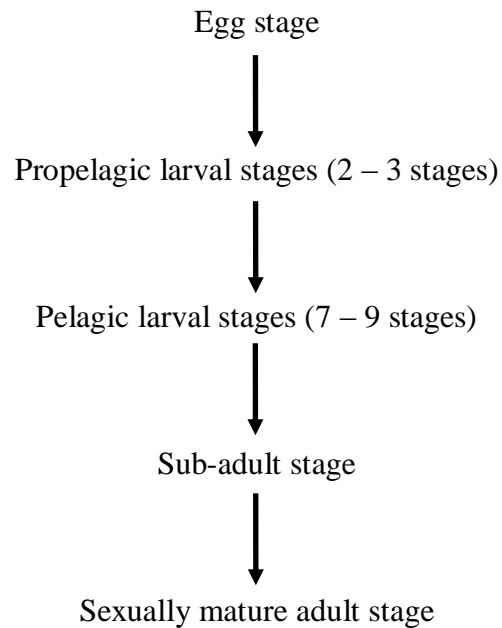 Egg stage
Propelagic larval stages (2 – 3 stages)
Pelagic larval stages (7 – 9 stages)
Sub-adult stage
Sexually mature adult stage